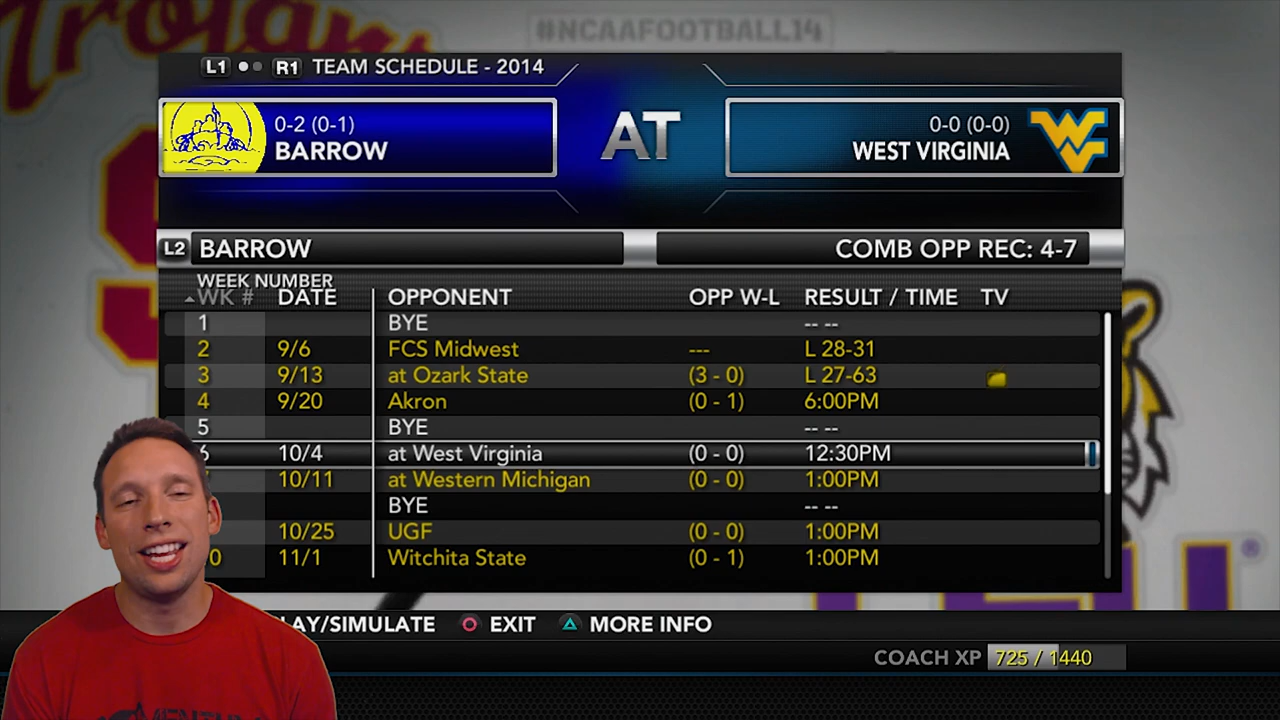 Trojans
#NCAAFOOTBALL14
L1 R1 TEAM SCHEDULE - 2014
0-2 (0-1)
BARROW
AT
0-0 (0-0)
WEST VIRGINIA
WV
L2 BARROW
COMB OPP REC: 4-7
WEEK NUMBER
WK # DATE OPPONENT OPP W-L RESULT / TIME TV
1 BYE -- --
2 9/6 FCS Midwest --- L 28-31
3 9/13 at Ozark State (3 - 0) L 27-63
4 9/20 Akron (0 - 1) 6:00PM
5 BYE -- --
6 10/4 at West Virginia (0 - 0) 12:30PM
10/11 at Western Michigan (0 - 0) 1:00PM
BYE -- --
10/25 UGF (0 - 0) 1:00PM
0 11/1 Witchita State (0 - 1) 1:00PM
LAY/SIMULATE EXIT MORE INFO
COACH XP 725 / 1440